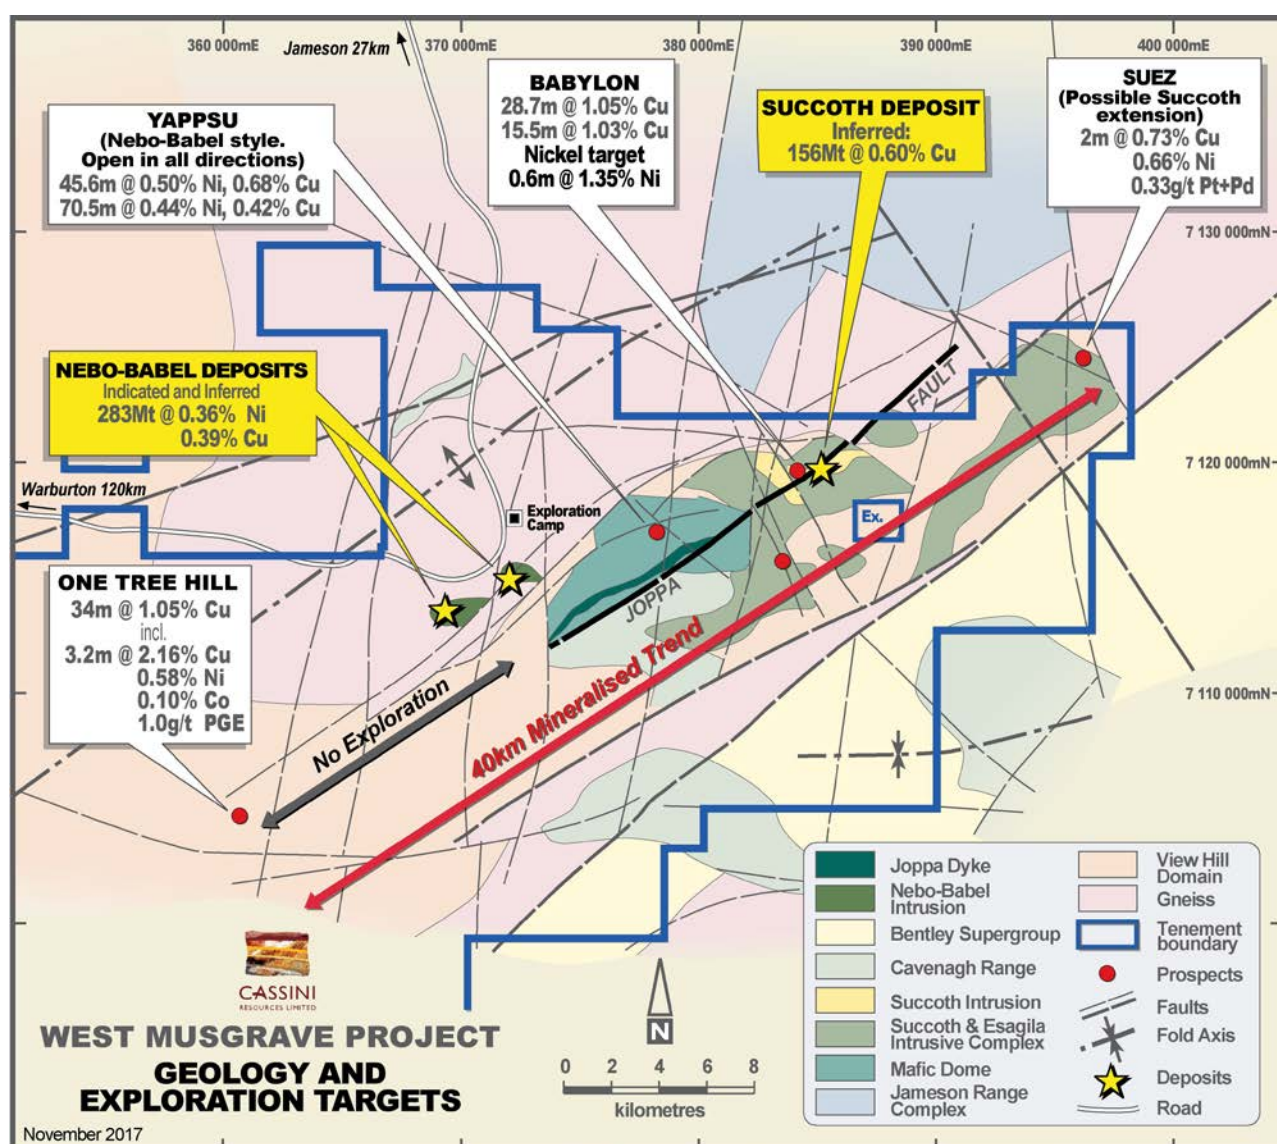 360 000mE
370 000mE
380 000mE
390 000mE
400 000mE
Jameson 27km
YAPPSU
(Nebo-Babel style.
Open in all directions)
45.6m @ 0.50% Ni, 0.68% Cu
70.5m @ 0.44% Ni, 0.42% Cu
BABYLON
28.7m @ 1.05% Cu
15.5m @ 1.03% Cu
Nickel target
0.6m @ 1.35% Ni
SUCCOTH DEPOSIT
Inferred:
156Mt @ 0.60% Cu
SUEZ
(Possible Succoth
extension)
2m @ 0.73% Cu
0.66% Ni
0.33g/t Pt+Pd
7 130 000mN
NEBO-BABEL DEPOSITS
Indicated and Inferred
283Mt @ 0.36% Ni
0.39% Cu
FAULT
7 120 000mN
Warburton 120km
Exploration
Camp
Ex.
JOPPA
ONE TREE HILL
34m @ 1.05% Cu
incl.
3.2m @ 2.16% Cu
0.58% Ni
0.10% Co
1.0g/t PGE
No Exploration
40km Mineralised Trend
7 110 000mN
Joppa Dyke
Nebo-Babel
Intrusion
Bentley Supergroup
Cavenagh Range
Succoth Intrusion
Succoth & Esagila
Intrusive Complex
Mafic Dome
Jameson Range
Complex
View Hill
Domain
Gneiss
Tenement
boundary
Prospects
Faults
Fold Axis
Deposits
Road
CASSINI
RESOURCES LIMITED
WEST MUSGRAVE PROJECT
GEOLOGY AND
EXPLORATION TARGETS
N
0 2 4 6 8
kilometres
November 2017